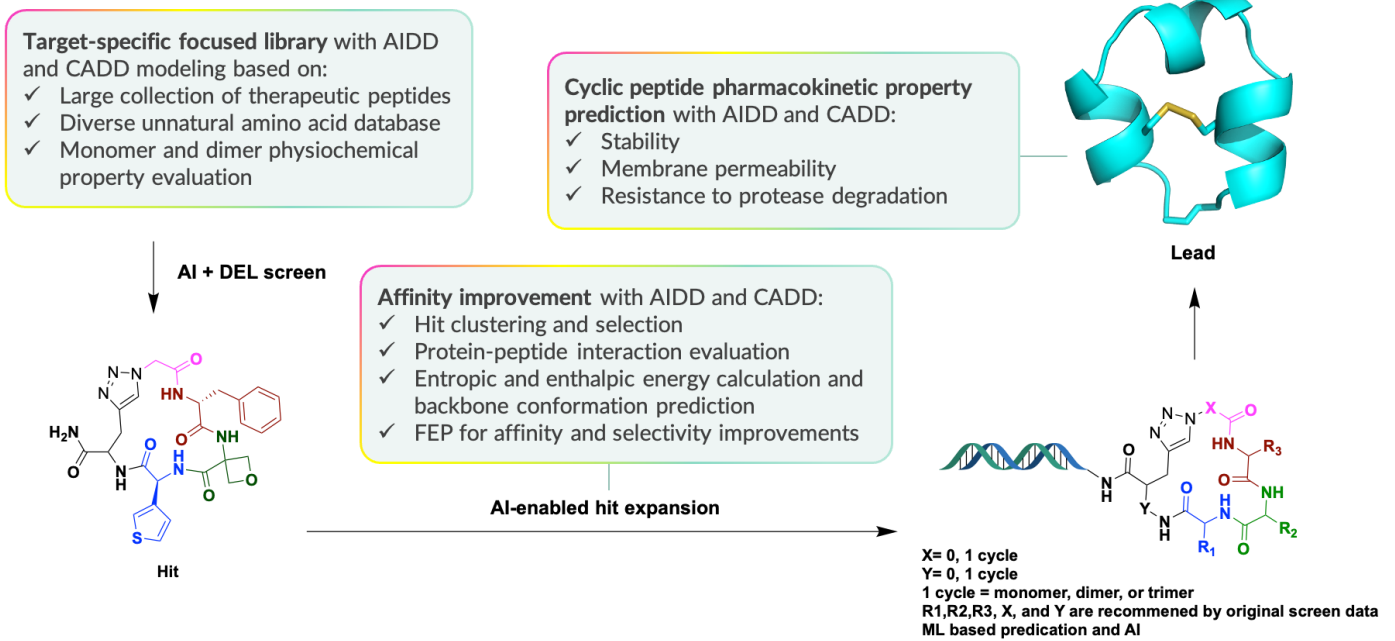 Target-specific focused library with AIDD
and CADD modeling based on:
✓ Large collection of therapeutic peptides
✓ Diverse unnatural amino acid database
✓ Monomer and dimer physiochemical
property evaluation
AI + DEL screen
Cyclic peptide pharmacokinetic property
prediction with AIDD and CADD:
✓ Stability
✓ Membrane permeability
✓ Resistance to protease degradation
Lead
Affinity improvement with AIDD and CADD:
✓ Hit clustering and selection
✓ Protein-peptide interaction evaluation
✓ Entropic and enthalpic energy calculation and
backbone conformation prediction
✓ FEP for affinity and selectivity improvements
AI-enabled hit expansion
N
N
N
O
HN
O
NH
H2N
O
N
H
O
H
N
O
O
S
Hit
N
N
N
X
O
HN
R3
O
NH
R2
O
H
N
R1
O
N
H
Y
O
N
H
X= 0, 1 cycle
Y= 0, 1 cycle
1 cycle = monomer, dimer, or trimer
R1,R2,R3, X, and Y are recommened by original screen data
ML based predication and AI